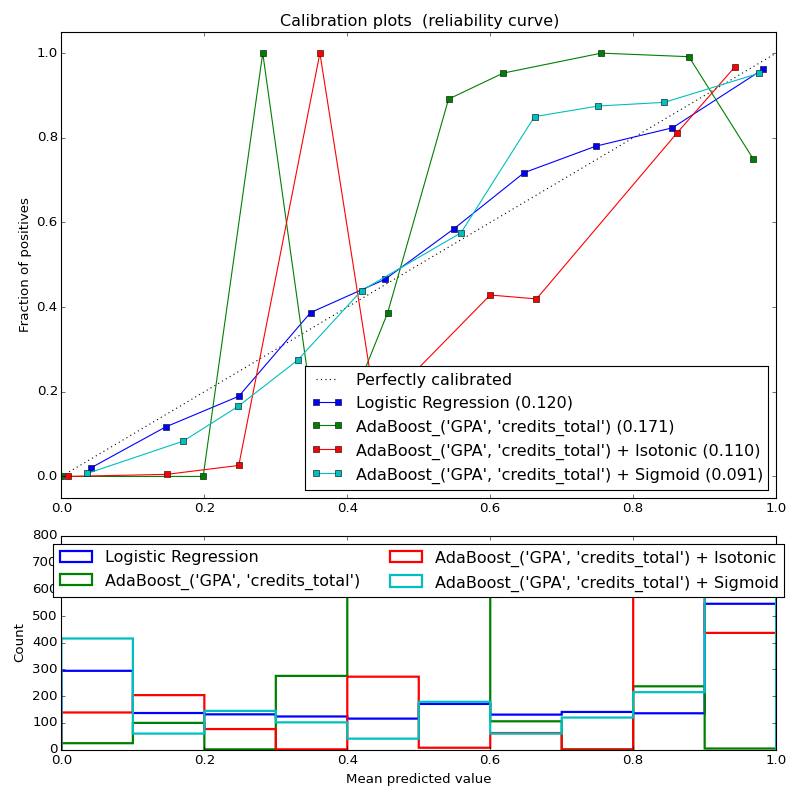 Calibration plots  (reliability curve)
1.0
0.8
0.6
0.4
0.2
0.0
Fraction of positives
Perfectly calibrated
Logistic Regression (0.120)
AdaBoost_('GPA', 'credits_total') (0.171)
AdaBoost_('GPA', 'credits_total') + Isotonic (0.110)
AdaBoost_('GPA', 'credits_total') + Sigmoid (0.091)
0.0 0.2 0.4 0.6 0.8 1.0
800
700
500
400
300
200
100
0
Count
Logistic Regression
AdaBoost_('GPA', 'credits_total')
AdaBoost_('GPA', 'credits_total') + Isotonic
AdaBoost_('GPA', 'credits_total') + Sigmoid
0.0 0.2 0.4 0.6 0.8 1.0
Mean predicted value